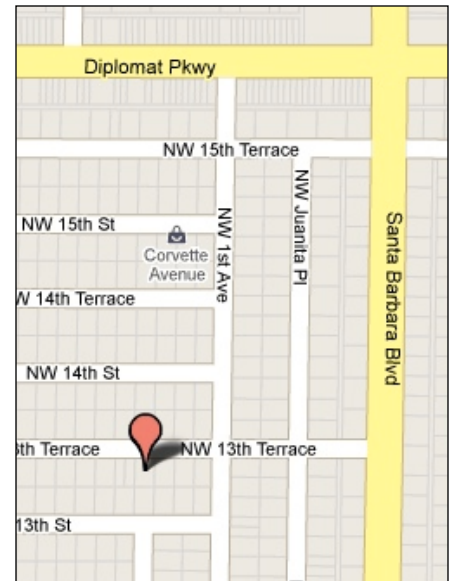 Diplomat Pkwy
NW 15th Terrace
NW 15th St
NW 1st Ave
NW Juanita Pl
Santa Barbara Blvd
Corvette
Avenue
W 14th Terrace
NW 14th St
3th Terrace
NW 13th Terrace
13th St